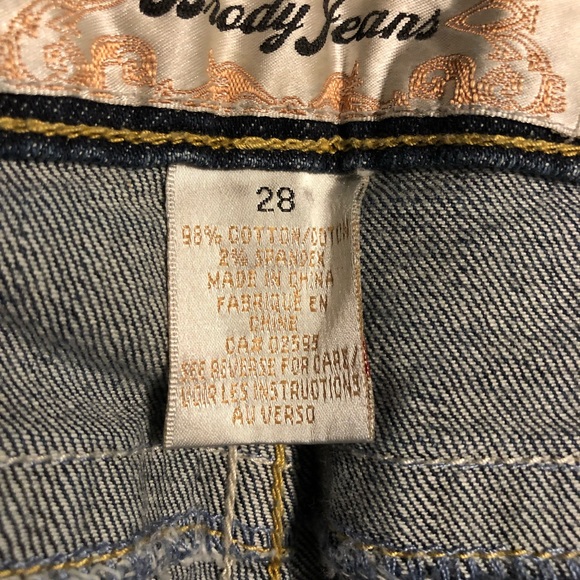 Brody Jeans
28
98% COTTON/COTON
2% SPANDEX
MADE IN CHINA
FABRIQUE EN
CHINE
CA# 02595
SEE REVERSE FOR CARE/
VOIR LES INSTRUCTIONS
AU VERSO